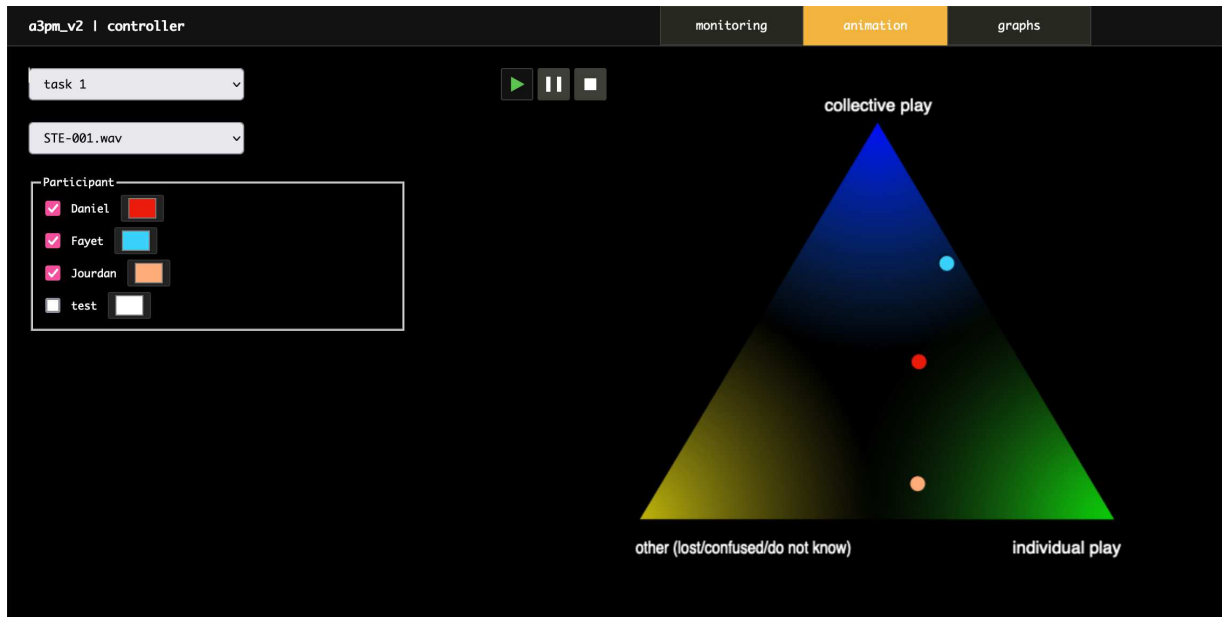 a3pm_v2 | controller
monitoring
animation
graphs
task 1
STE-001.wav
Participant
Daniel
Fayet
Jourdan
test
collective play
other (lost/confused/do not know)
individual play